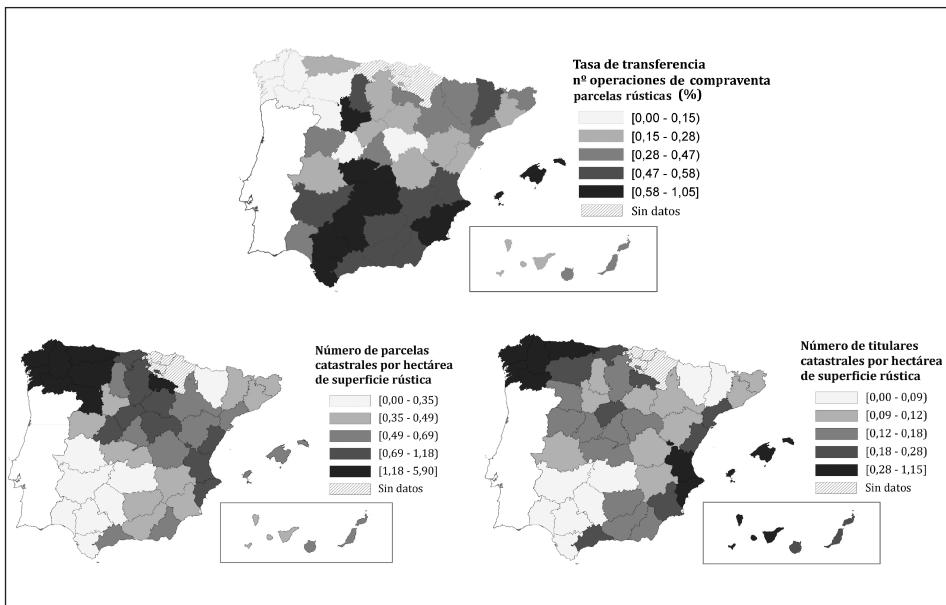 Tasa de transferencia
nº operaciones de compraventa
parcelas rústicas (%)
[0,00 - 0,15)
[0,15 - 0,28)
[0,28 - 0,47)
[0,47 - 0,58)
[0,58 - 1,05]
Sin datos
Número de parcelas
catastrales por hectárea
de superficie rústica
[0,00 - 0,35)
[0,35 - 0,49)
[0,49 - 0,69)
[0,69 - 1,18)
[1,18 - 5,90]
Sin datos
Número de titulares
catastrales por hectárea
de superficie rústica
[0,00 - 0,09)
[0,09 - 0,12)
[0,12 - 0,18)
[0,18 - 0,28)
[0,28 - 1,15]
Sin datos